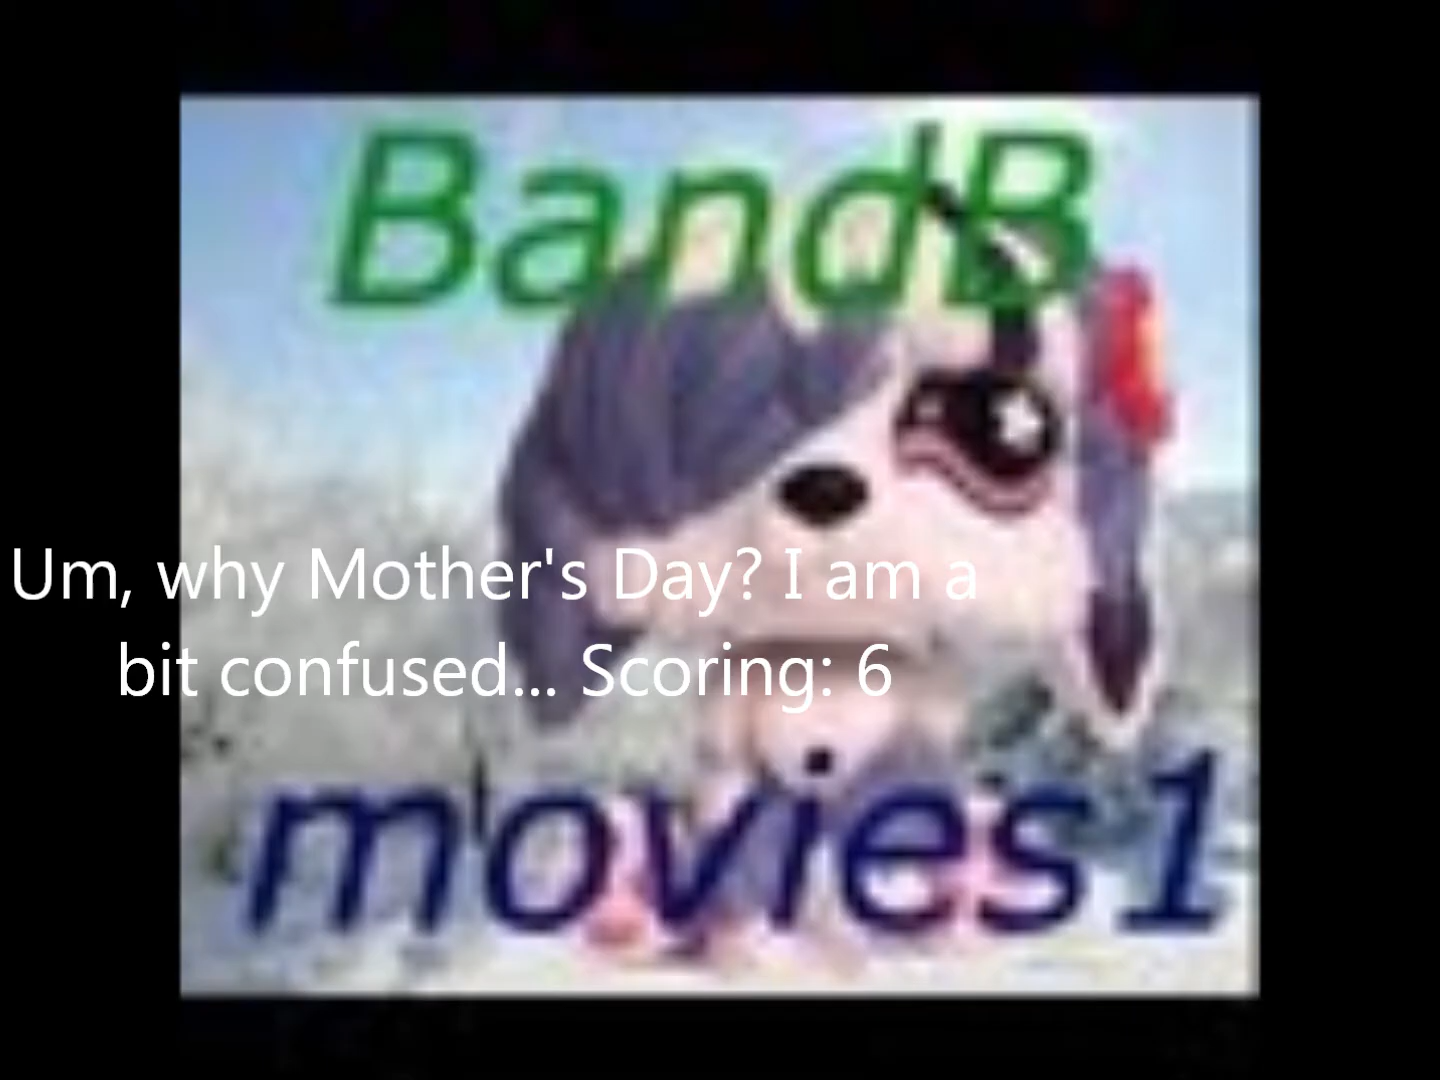 BandB
Um, why Mother's Day? I am a
bit confused... Scoring: 6
movies1